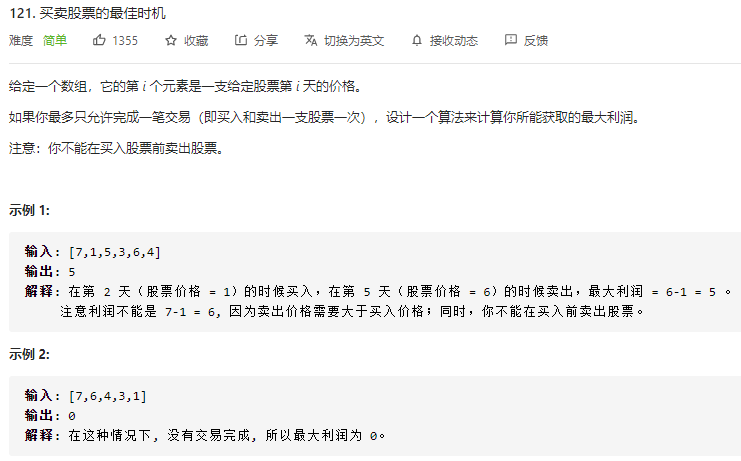 121. 买卖股票的最佳时机
难度 简单 1355 收藏 分享 切换为英文 接收动态 反馈
给定一个数组，它的第 i 个元素是一支给定股票第 i 天的价格。
如果你最多只允许完成一笔交易（即买入和卖出一支股票一次），设计一个算法来计算你所能获取的最大利润。
注意：你不能在买入股票前卖出股票。
示例 1:
输入: [7,1,5,3,6,4]
输出: 5
解释: 在第 2 天（股票价格 = 1）的时候买入，在第 5 天（股票价格 = 6）的时候卖出，最大利润 = 6-1 = 5 。
注意利润不能是 7-1 = 6, 因为卖出价格需要大于买入价格；同时，你不能在买入前卖出股票。
示例 2:
输入: [7,6,4,3,1]
输出: 0
解释: 在这种情况下, 没有交易完成, 所以最大利润为 0。